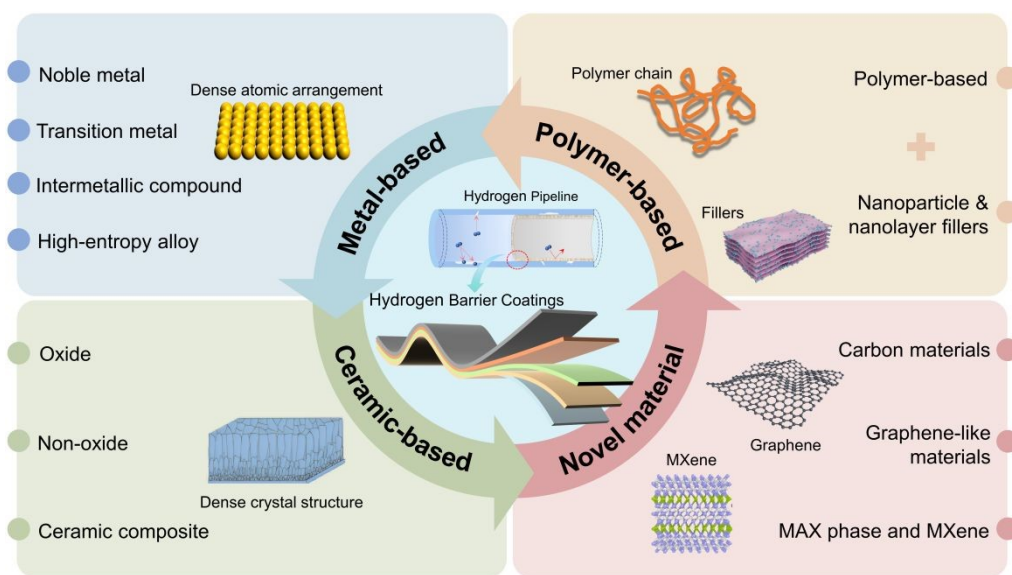 Noble metal
Transition metal
Intermetallic compound
High-entropy alloy
Dense atomic arrangement
Metal-based
Polymer-based
Polymer chain
Fillers
Polymer-based
+
Nanoparticle &
nanolayer fillers
Hydrogen Pipeline
Hydrogen Barrier Coatings
Oxide
Non-oxide
Ceramic composite
Dense crystal structure
Ceramic-based
Novel material
Graphene
MXene
Carbon materials
Graphene-like
materials
MAX phase and MXene